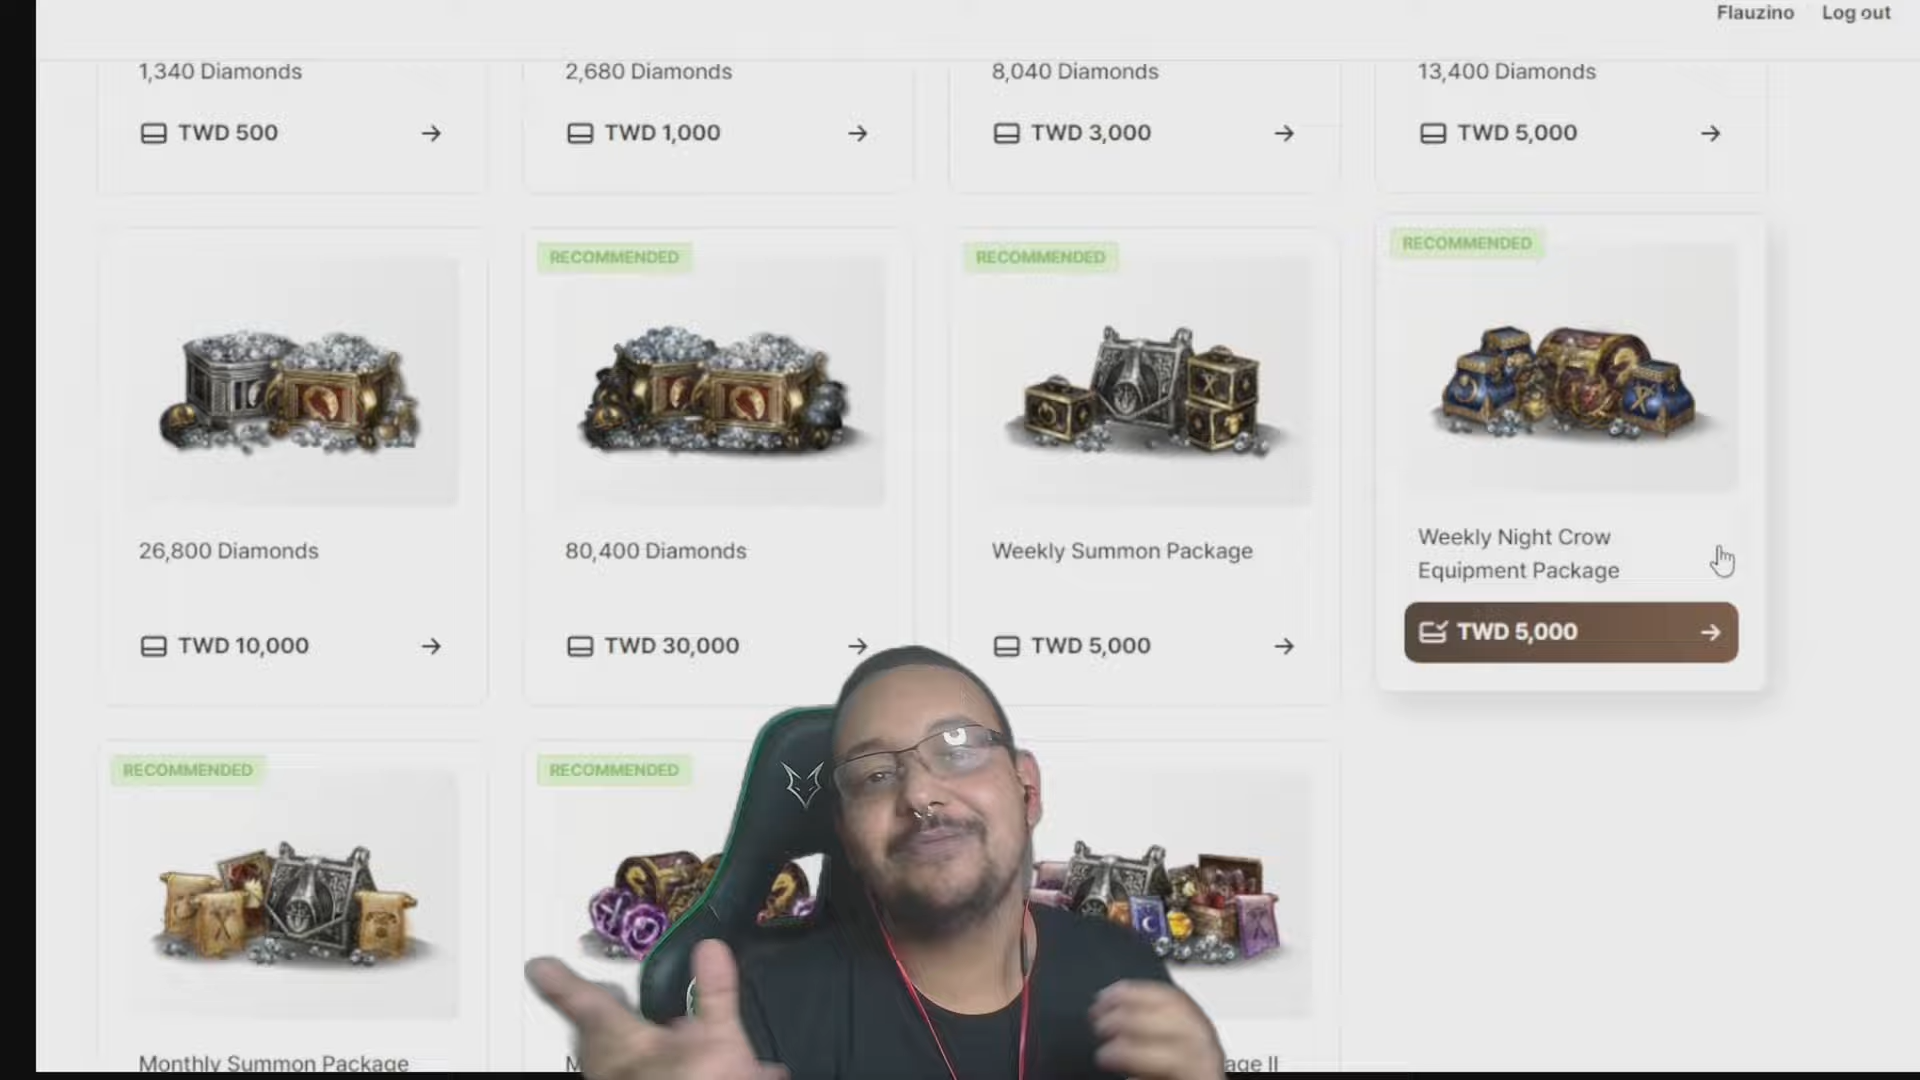 Flauzino Log out
1,340 Diamonds
2,680 Diamonds
8,040 Diamonds
13,400 Diamonds
TWD 500
TWD 1,000
TWD 3,000
TWD 5,000
RECOMMENDED
RECOMMENDED
RECOMMENDED
26,800 Diamonds
80,400 Diamonds
Weekly Summon Package
Weekly Night Crow
Equipment Package
TWD 10,000
TWD 30,000
TWD 5,000
TWD 5,000
RECOMMENDED
RECOMMENDED
Monthly Summon Package